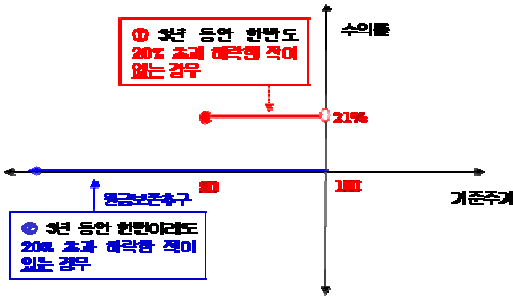 ① 3년 동안 한번도
20% 초과 하락한 적이
없는 경우
수익률
21%
80
100
원금보존추구
기준주가
② 3년 동안 한번이라도
20% 초과 하락한 적이
있는 경우